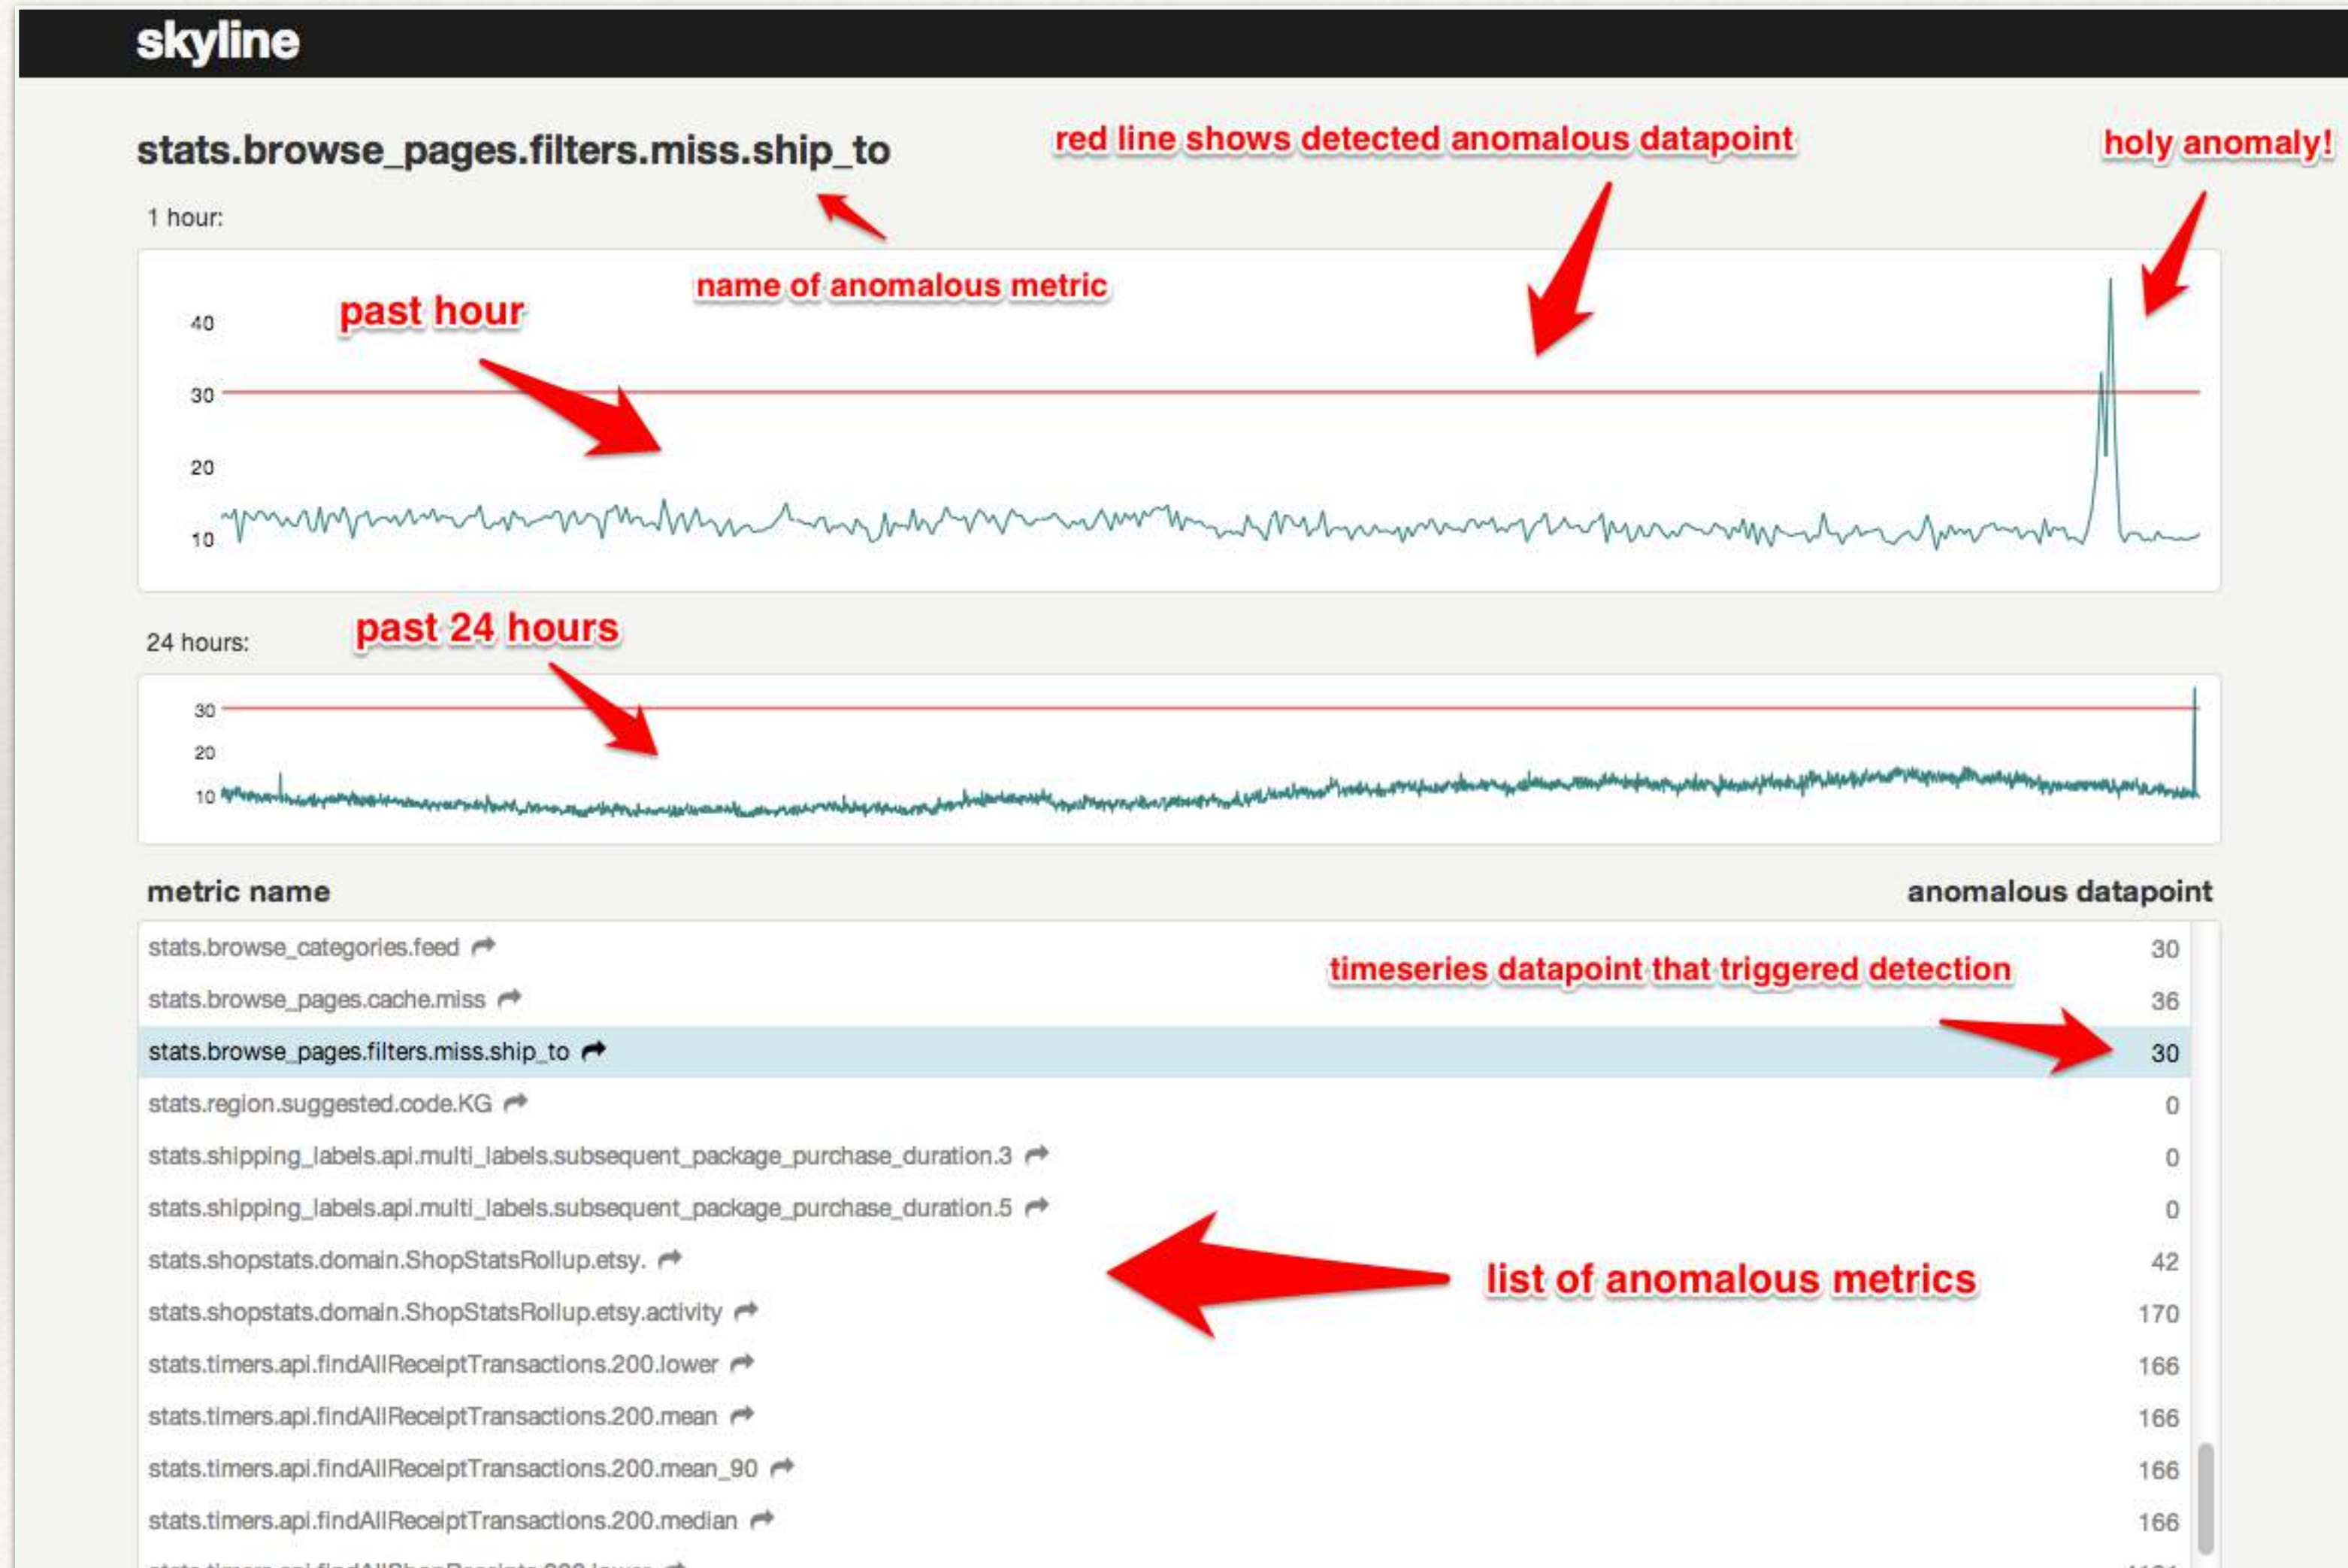 skyline
stats.browse_pages.filters.miss.ship_to
red line shows detected anomalous datapoint
holy anomaly!
1 hour:
name of anomalous metric
past hour
40
30
20
10
24 hours:
past 24 hours
30
20
10
metric name anomalous datapoint
stats.browse_categories.feed 30
timeseries datapoint that triggered detection
stats.browse_pages.cache.miss 36
stats.browse_pages.filters.miss.ship_to 30
stats.region.suggested.code.KG 0
stats.shipping_labels.api.multi_labels.subsequent_package_purchase_duration.3 0
stats.shipping_labels.api.multi_labels.subsequent_package_purchase_duration.5 0
stats.shopstats.domain.ShopStatsRollup.etsy. 42
list of anomalous metrics
stats.shopstats.domain.ShopStatsRollup.etsy.activity 170
stats.timers.api.findAllReceiptTransactions.200.lower 166
stats.timers.api.findAllReceiptTransactions.200.mean 166
stats.timers.api.findAllReceiptTransactions.200.mean_90 166
stats.timers.api.findAllReceiptTransactions.200.median 166